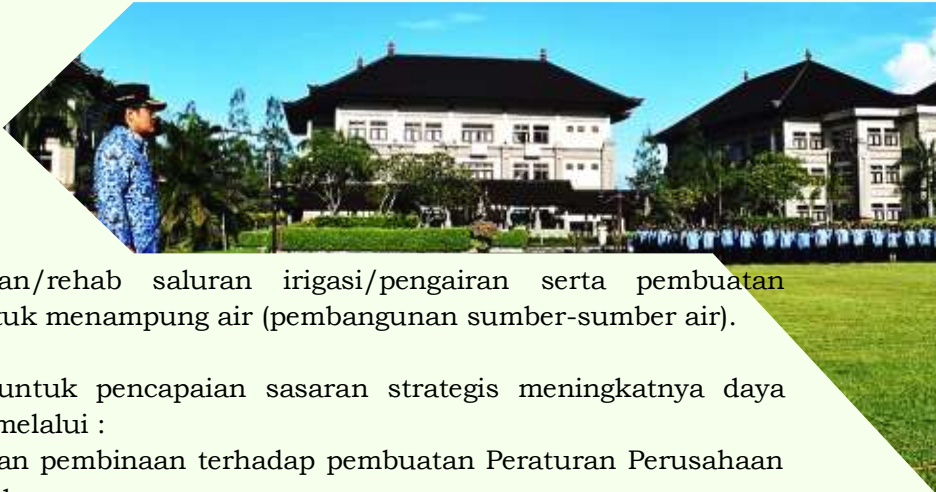 an/rehab saluran irigasi/pengairan serta pembuatan
tuk menampung air (pembangunan sumber-sumber air).
untuk pencapaian sasaran strategis meningkatnya daya
melalui :
an pembinaan terhadap pembuatan Peraturan Perusahaan